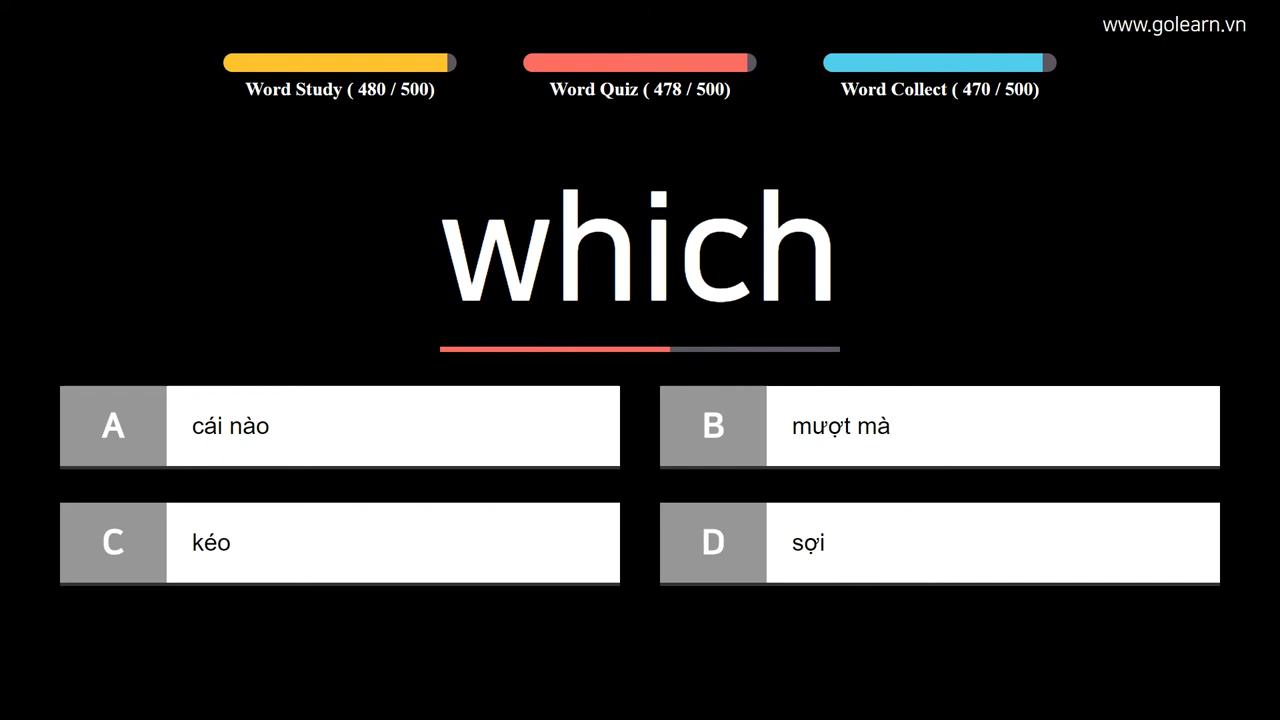 www.golearn.vn
Word Study ( 480 / 500)
Word Quiz ( 478 / 500)
Word Collect ( 470 / 500)
which
A cái nào
B mượt mà
C kéo
D sợi